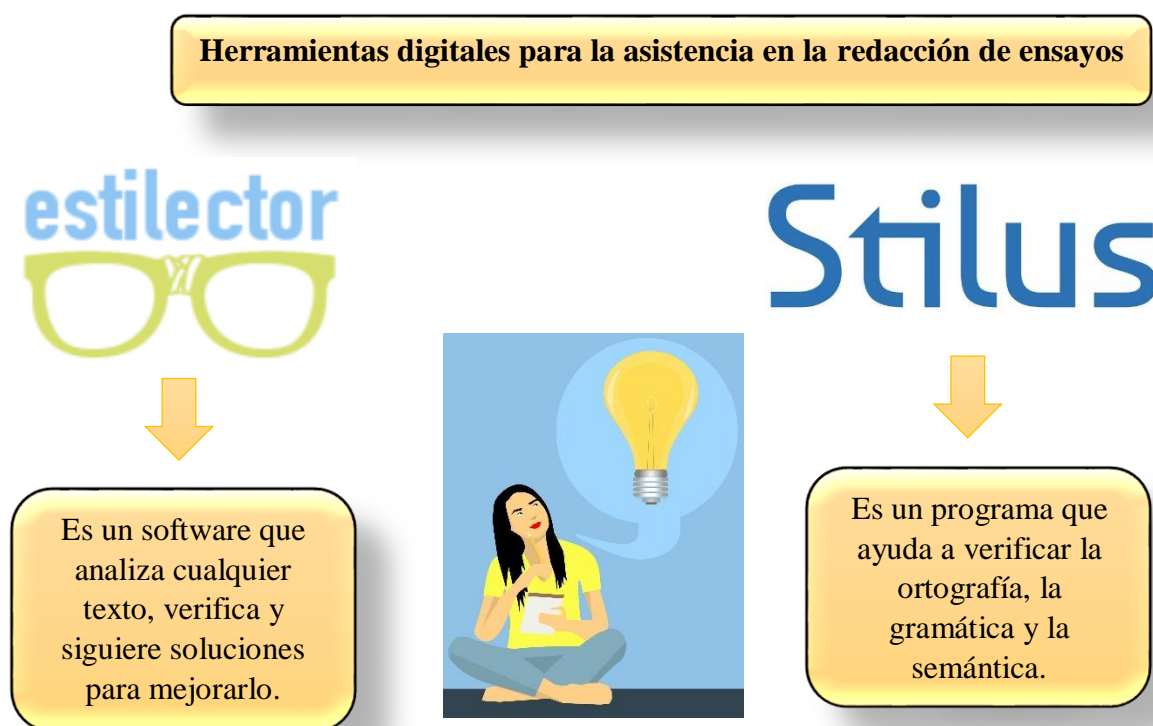 Herramientas digitales para la asistencia en la redacción de ensayos
estilector
Stilus
Es un software que
analiza cualquier
texto, verifica y
siguiere soluciones
para mejorarlo.
Es un programa que
ayuda a verificar la
ortografía, la
gramática y la
semántica.